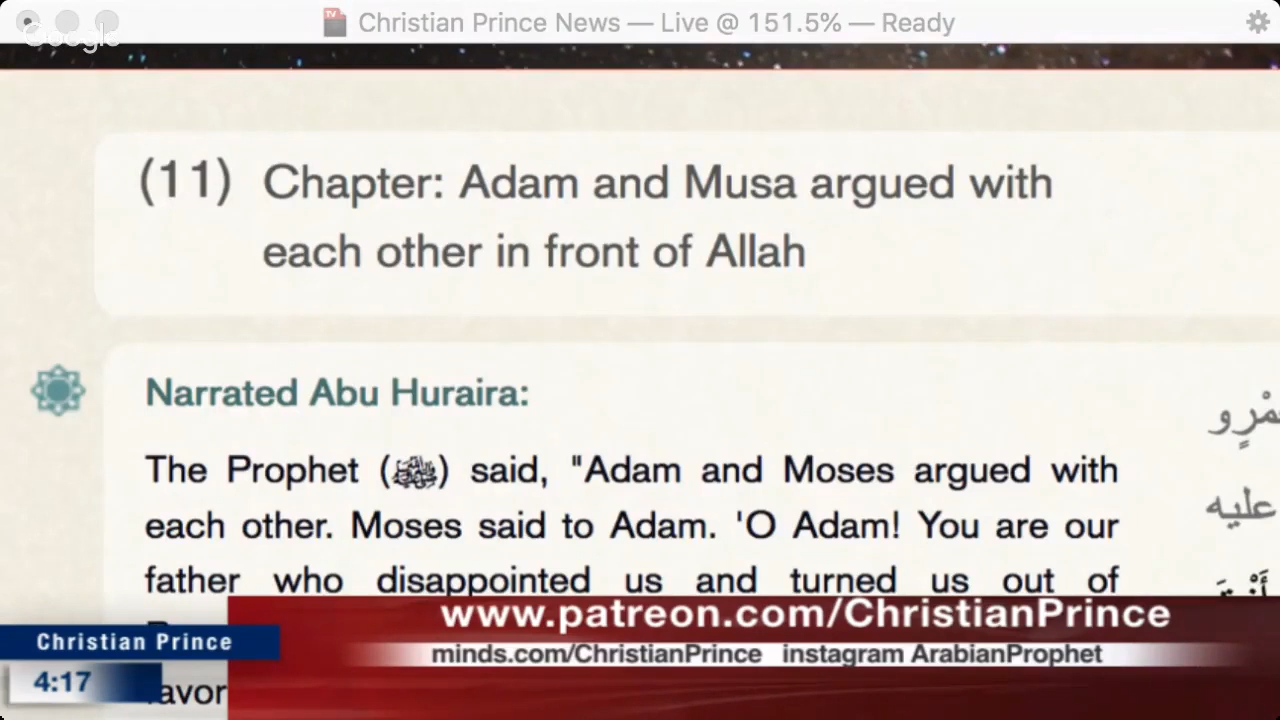 Christian Prince News — Live @ 151.5% — Ready
Google
(11) Chapter: Adam and Musa argued with
each other in front of Allah
Narrated Abu Huraira:
The Prophet (ﷺ) said, "Adam and Moses argued with
each other. Moses said to Adam. 'O Adam! You are our
father who disappointed us and turned us out of
عليه
www.patreon.com/ChristianPrince
Christian Prince
minds.com/ChristianPrince instagram ArabianProphet
4:17
favor